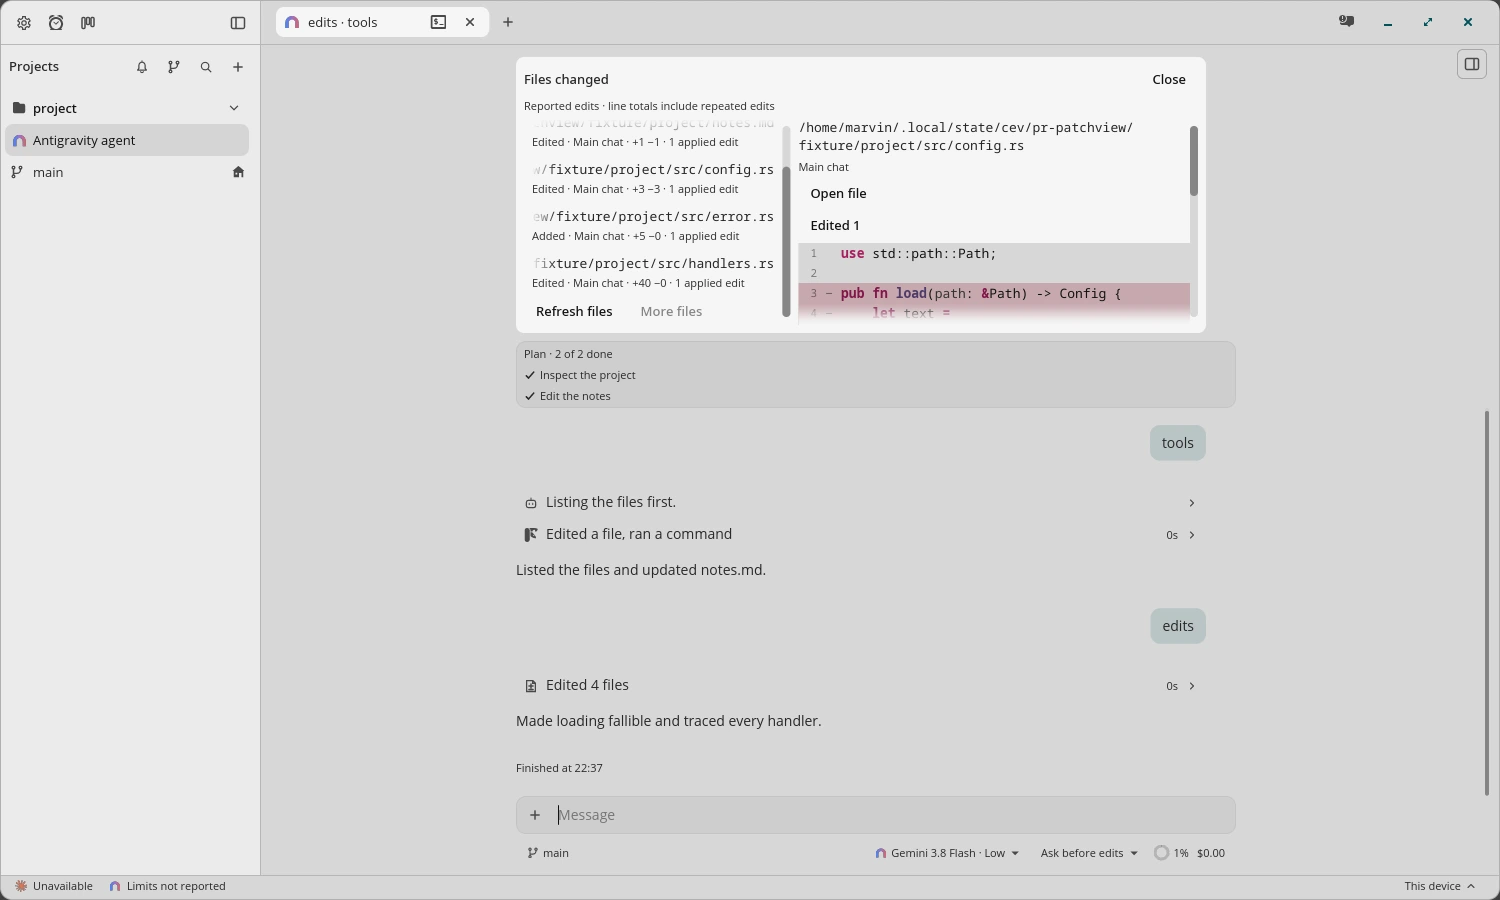 edits · tools
Projects
project
Antigravity agent
main
Files changed
Close
Reported edits · line totals include repeated edits
Edited · Main chat · +1 −1 · 1 applied edit
w/fixture/project/src/config.rs
Edited · Main chat · +3 −3 · 1 applied edit
ew/fixture/project/src/error.rs
Added · Main chat · +5 −0 · 1 applied edit
fixture/project/src/handlers.rs
Edited · Main chat · +40 −0 · 1 applied edit
Refresh files
More files
/home/marvin/.local/state/cev/pr-patchview/
fixture/project/src/config.rs
Main chat
Open file
Edited 1
1 use std::path::Path;
2
3 − pub fn load(path: &Path) -> Config {
4 − let text =
Plan · 2 of 2 done
Inspect the project
Edit the notes
tools
Listing the files first.
Edited a file, ran a command 0s
Listed the files and updated notes.md.
edits
Edited 4 files 0s
Made loading fallible and traced every handler.
Finished at 22:37
Message
main
Gemini 3.8 Flash · Low
Ask before edits
1% $0.00
Unavailable
Limits not reported
This device